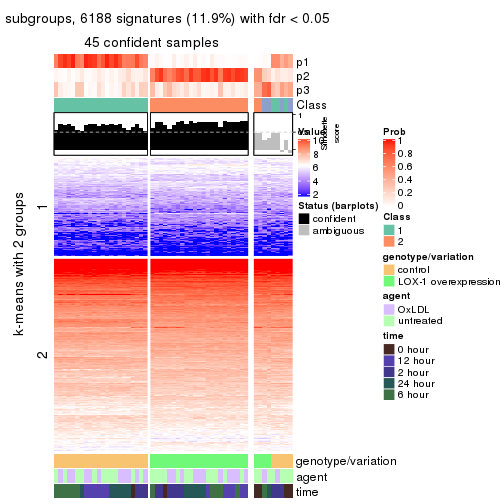 subgroups, 6188 signatures (11.9%) with fdr < 0.05
45 confident samples
p1
p2
p3
Class
1
Silhouette
score
Value
10
8
6
4
2
Status (barplots)
confident
ambiguous
Prob
1
0.8
0.6
0.4
0.2
0
Class
1
2
genotype/variation
control
LOX-1 overexpression
agent
OxLDL
untreated
time
0 hour
12 hour
2 hour
24 hour
6 hour
k-means with 2 groups
1
2
genotype/variation
agent
time